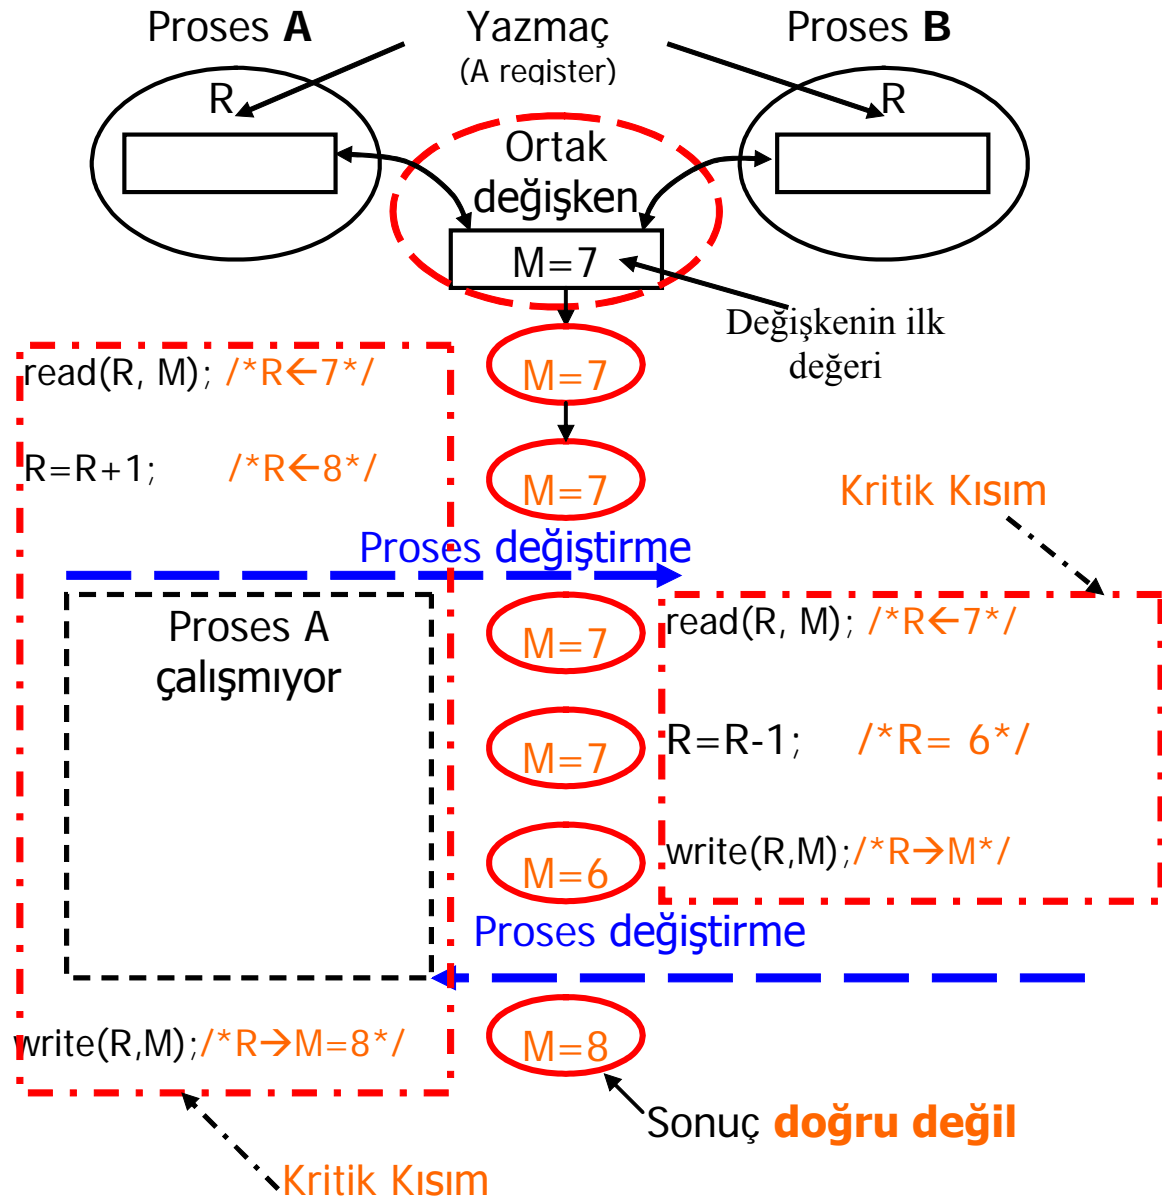 Proses A
Yazmaç
(A register)
Proses B
R
R
Ortak
değişken
M=7
Değişkenin ilk
değeri
read(R, M); /*R←7*/
M=7
R=R+1; /*R←8*/
M=7
Kritik Kısım
Proses değiştirme
Proses A
çalışmıyor
M=7
read(R, M); /*R←7*/
M=7
R=R-1; /*R= 6*/
M=6
write(R,M);/*R→M*/
Proses değiştirme
write(R,M);/*R→M=8*/
M=8
Sonuç doğru değil
Kritik Kısım